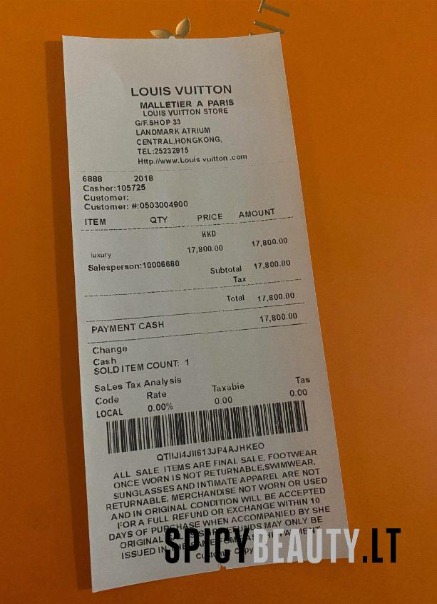 IT
LOUIS VUITTON
MALLETIER A PARIS
LOUIS VUITTON STORE
G/F.SHOP 33
LANDMARK ATRIUM
CENTRAL,HONGKONG,
TEL:25232915
Http://www.Louis vuitton .com
6888 2018
Casher:105725
Customer:
Customer: #:0503004900
ITEM QTY PRICE AMOUNT
HKD
luxury 17,800.00 17,800.00
Salesperson:10006680 Subtotal 17,800.00
Tax
Total 17,800.00
PAYMENT CASH 17,800.00
Change
Cash
SOLD ITEM COUNT: 1
SaLes Tax Analysis
Code Rate Taxabie Tas
LOCAL 0.00% 0.00 0.00
QTIIJI4JII613JP4AJHKEO
ALL SALE ITEMS ARE FINAL SALE, FOOTWEAR
ONCE WORN IS NOT RETURNABLE,SWIMWEAR,
SUNGLASSES AND INTIMATE APPAREL ARE NOT
RETURNABLE. MERCHANDISE NOT WORN OR USED
AND IN ORIGINAL CONDITION WILL BE ACCEPTED
FOR A FULL REFUND OR EXCHANGE WITHIN 10
DAYS OF PURCHASE WHEN ACCOMPANIED BY SHE
ORIGINAL MAY ONLY BE
ISSUED IN
SPICYBEAUTY.LT